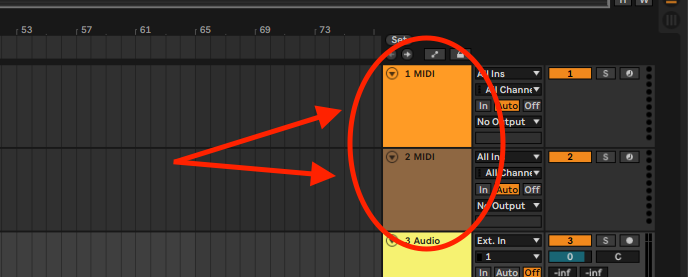 53 57 61 65 69 73
Set
1 MIDI
All Ins
1
S
All Channe
In Auto Off
No Output
2 MIDI
All Ins
2
S
All Channe
In Auto Off
No Output
3 Audio
Ext. In
3
S
1
0
C
In Auto Off
-inf -inf